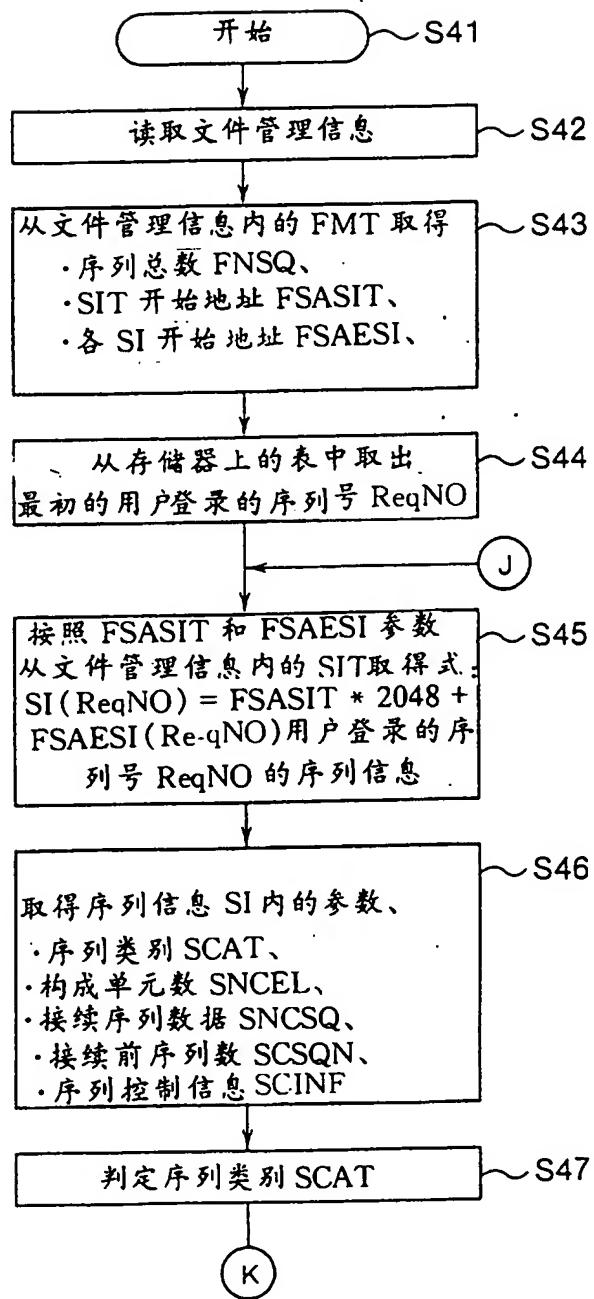 开始
S41
读取文件管理信息
S42
从文件管理信息内的 FMT 取得
·序列总数 FNSQ、
·SIT 开始地址 FSASIT、
·各 SI 开始地址 FSAESI、
S43
从存储器上的表中取出
最初的用户登录的序列号 ReqNO
S44
J
按照 FSASIT 和 FSAESI 参数
从文件管理信息内的 SIT取得式:
SI(ReqNO) = FSASIT * 2048 +
FSAESI(Re-qNO)用户登录的序
列号 ReqNO 的序列信息
S45
取得序列信息 SI 内的参数、
·序列类别 SCAT、
·构成单元数 SNCEL、
·接续序列数据 SNCSQ、
·接续前序列数 SCSQN、
·序列控制信息 SCINF
S46
判定序列类别 SCAT
S47
K